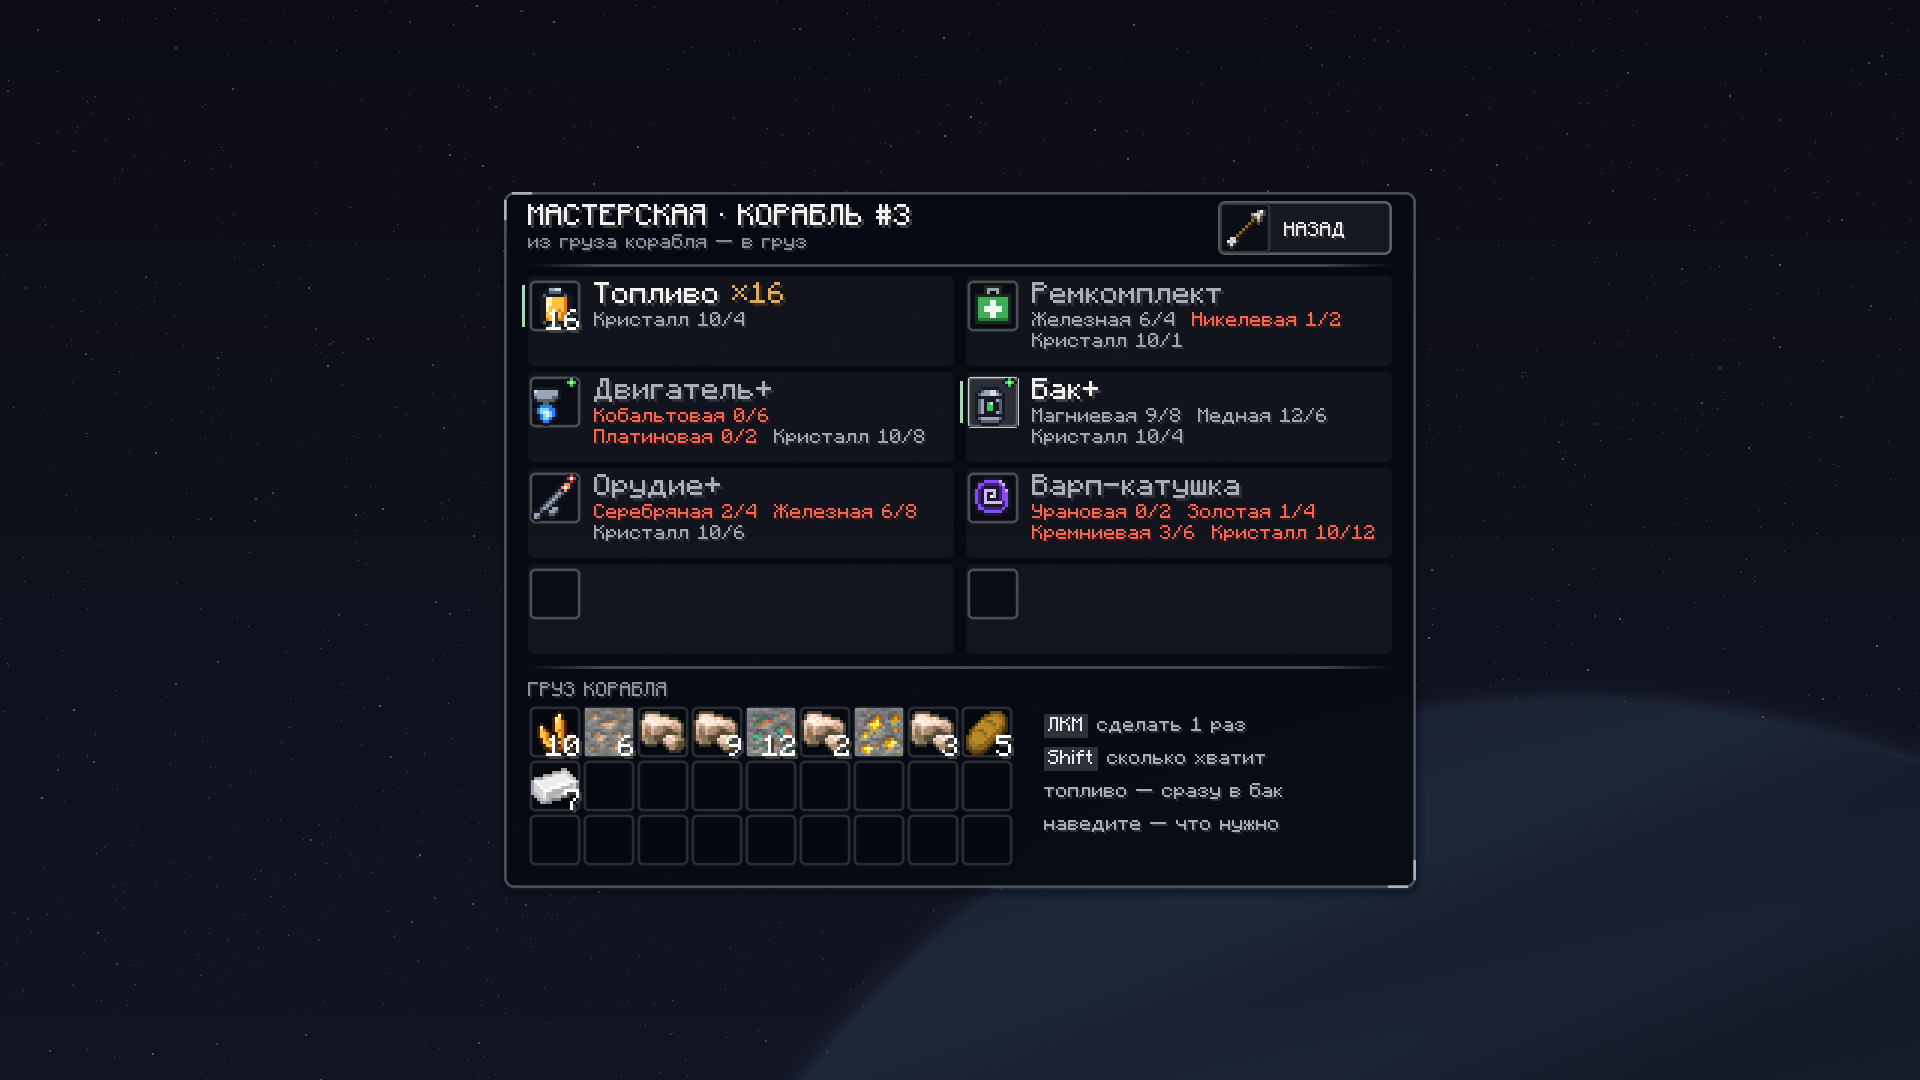 МАСТЕРСКАЯ · КОРАБЛЬ #3
из груза корабля — в груз
НАЗАД
16
Топливо ×16
Кристалл 10/4
Ремкомплект
Железная 6/4 Никелевая 1/2
Кристалл 10/1
Двигатель+
Кобальтовая 0/6
Платиновая 0/2 Кристалл 10/8
Бак+
Магниевая 9/8 Медная 12/6
Кристалл 10/4
Орудие+
Серебряная 2/4 Железная 6/8
Кристалл 10/6
Варп-катушка
Урановая 0/2 Золотая 1/4
Кремниевая 3/6 Кристалл 10/12
ГРУЗ КОРАБЛЯ
10 6 9 12 2 3 5
7
ЛКМ сделать 1 раз
Shift сколько хватит
топливо — сразу в бак
наведите — что нужно